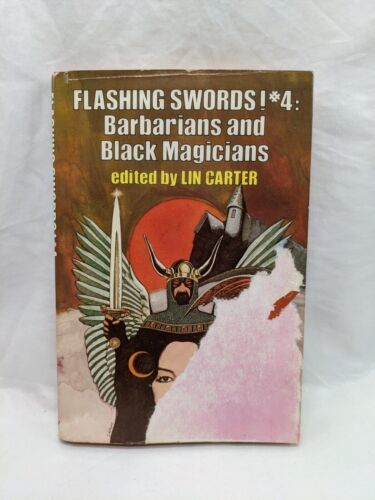 FLASHING SWORDS! #4:
Barbarians and
Black Magicians
edited by LIN CARTER